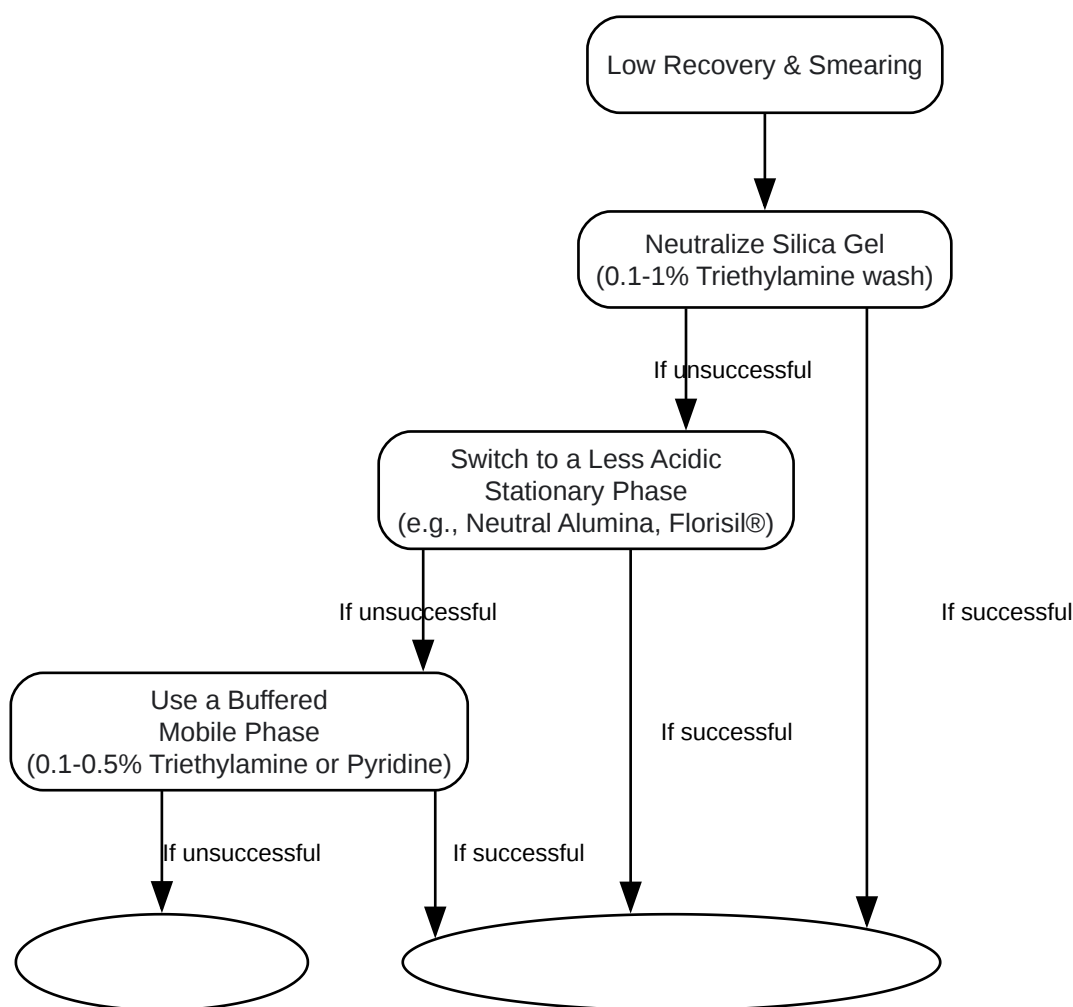 Low Recovery & Smearing
Neutralize Silica Gel
(0.1-1% Triethylamine wash)
If unsuccessful
Switch to a Less Acidic
Stationary Phase
(e.g., Neutral Alumina, Florisil®)
If unsuccessful
If successful
Use a Buffered
Mobile Phase
(0.1-0.5% Triethylamine or Pyridine)
If successful
If unsuccessful
If successful